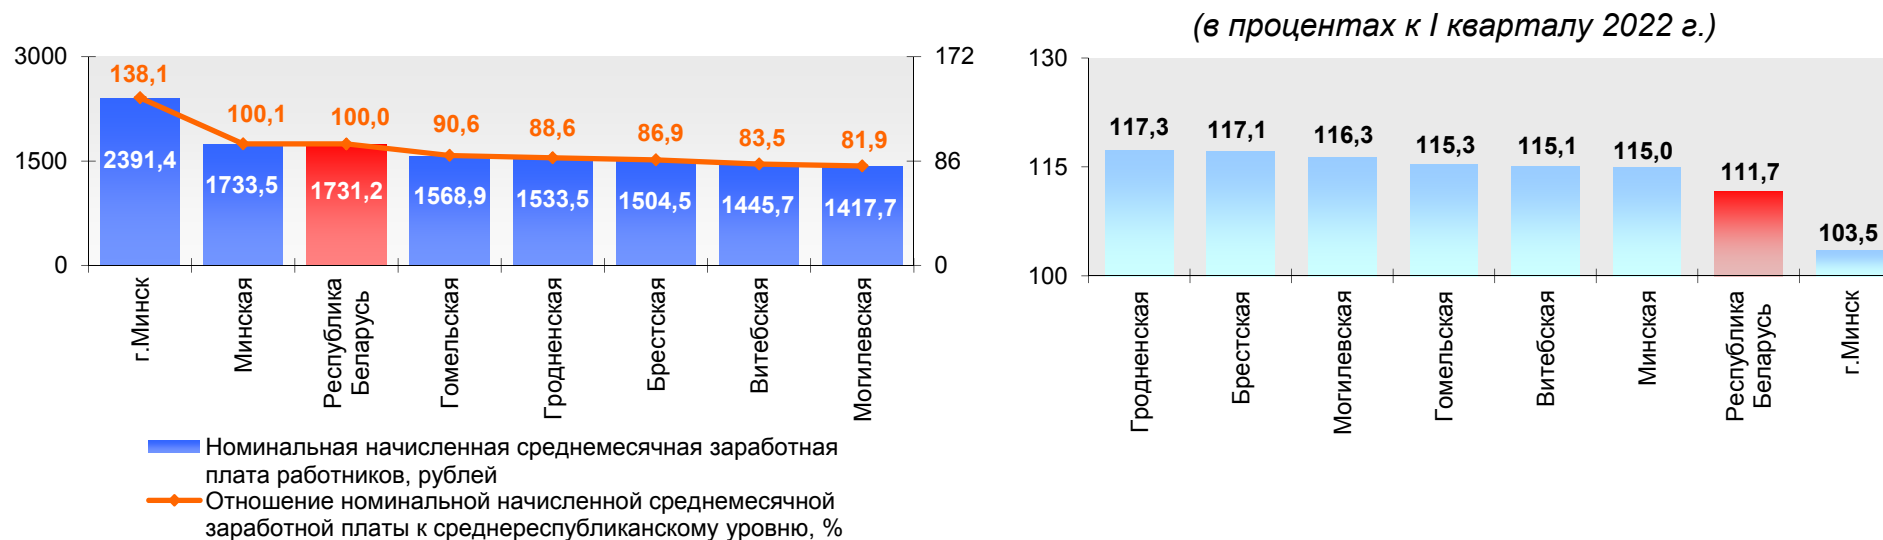 3000
1500
0
172
86
0
138,1
100,1
100,0
90,6
88,6
86,9
83,5
81,9
2391,4
1733,5
1731,2
1568,9
1533,5
1504,5
1445,7
1417,7
г.Минск
Минская
Республика
Беларусь
Гомельская
Гродненская
Брестская
Витебская
Могилевская
Номинальная начисленная среднемесячная заработная
плата работников, рублей
Отношение номинальной начисленной среднемесячной
заработной платы к среднереспубликанскому уровню, %
(в процентах к I кварталу 2022 г.)
130
115
100
117,3
117,1
116,3
115,3
115,1
115,0
111,7
103,5
Гродненская
Брестская
Могилевская
Гомельская
Витебская
Минская
Республика
Беларусь
г.Минск